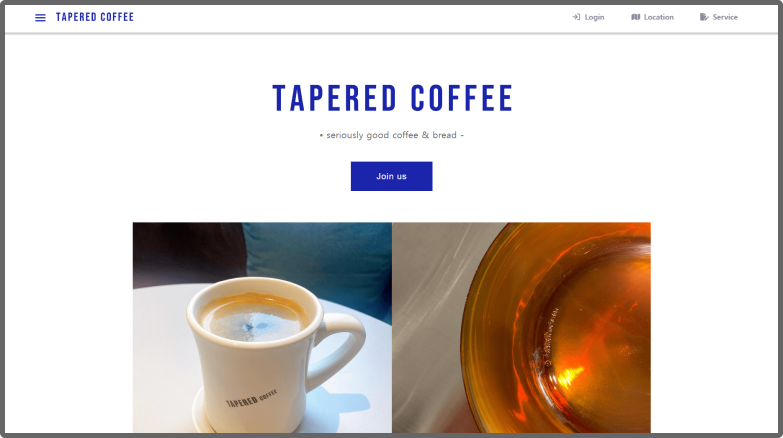 TAPERED COFFEE
Login
Location
Service
TAPERED COFFEE
• seriously good coffee & bread -
Join us
TAPERED COFFEE